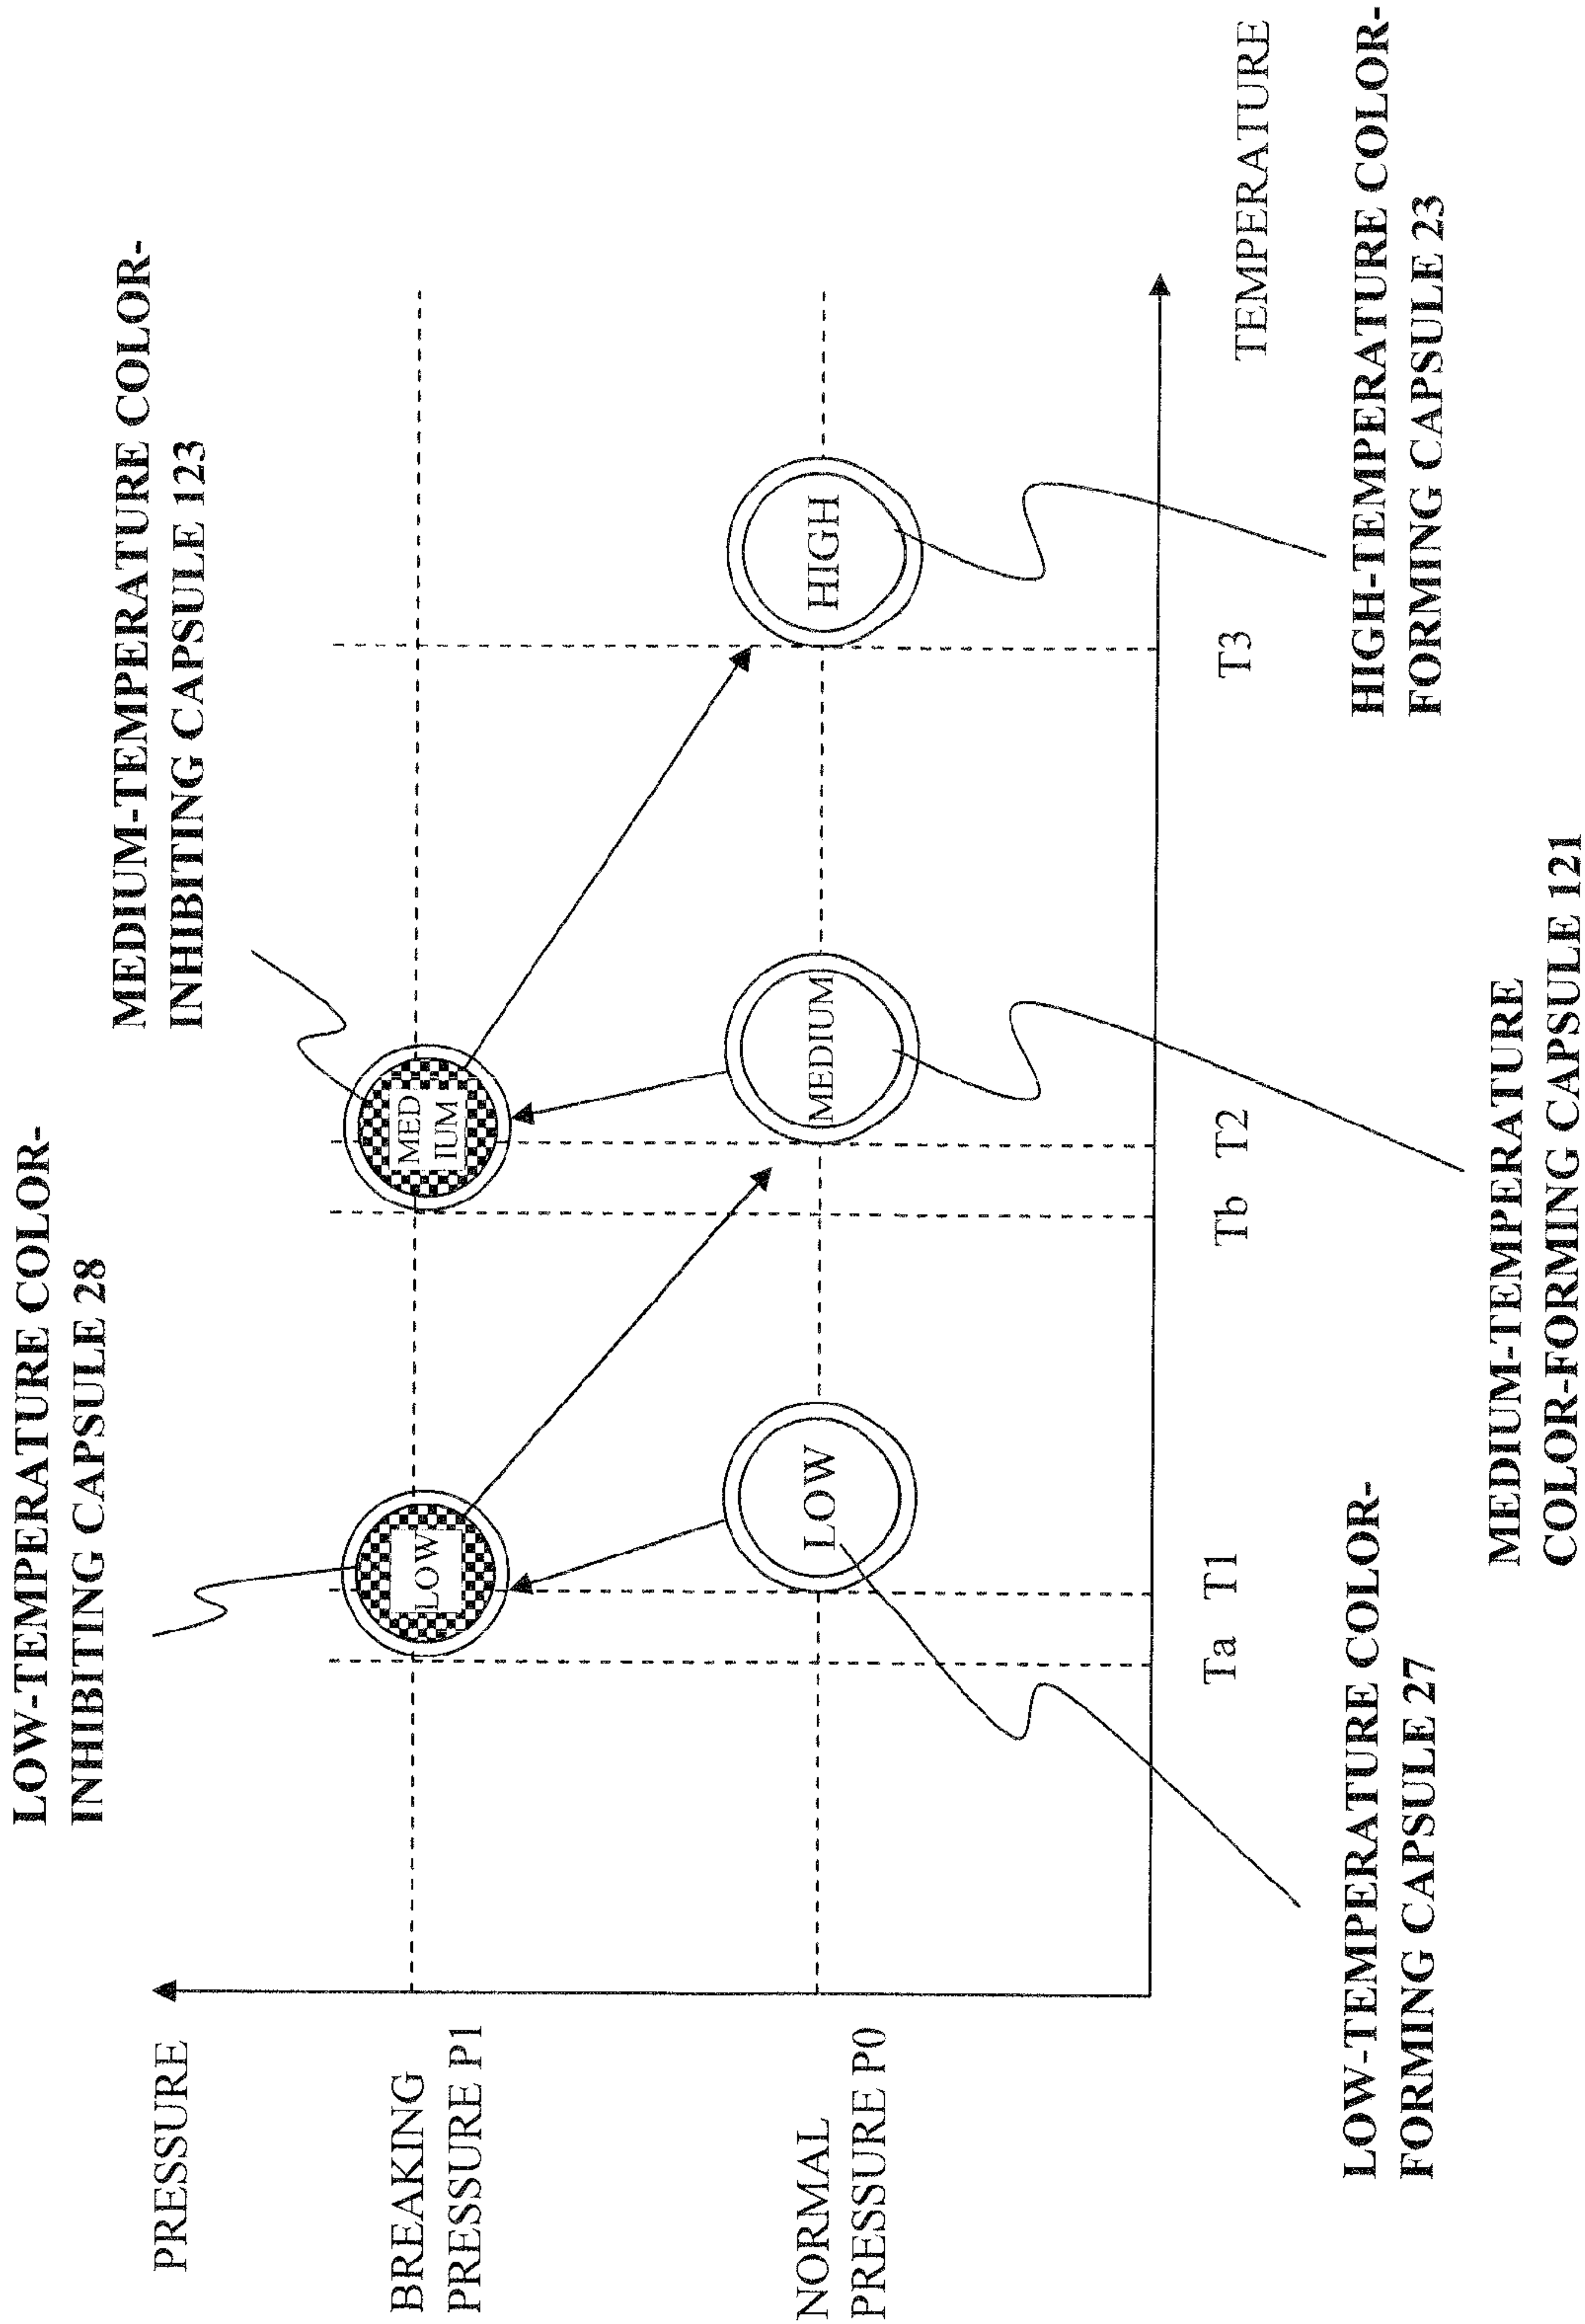 LOW-TEMPERATURE COLOR-
INHIBITING CAPSULE 28
MEDIUM-TEMPERATURE COLOR-
INHIBITING CAPSULE 123
PRESSURE
BREAKING
PRESSURE P1
LOW
MED
IUM
NORMAL
PRESSURE P0
LOW
MEDIUM
HIGH
Ta
T1
Tb
T2
T3
TEMPERATURE
LOW-TEMPERATURE COLOR-
FORMING CAPSULE 27
MEDIUM-TEMPERATURE
COLOR-FORMING CAPSULE 121
HIGH-TEMPERATURE COLOR-
FORMING CAPSULE 23